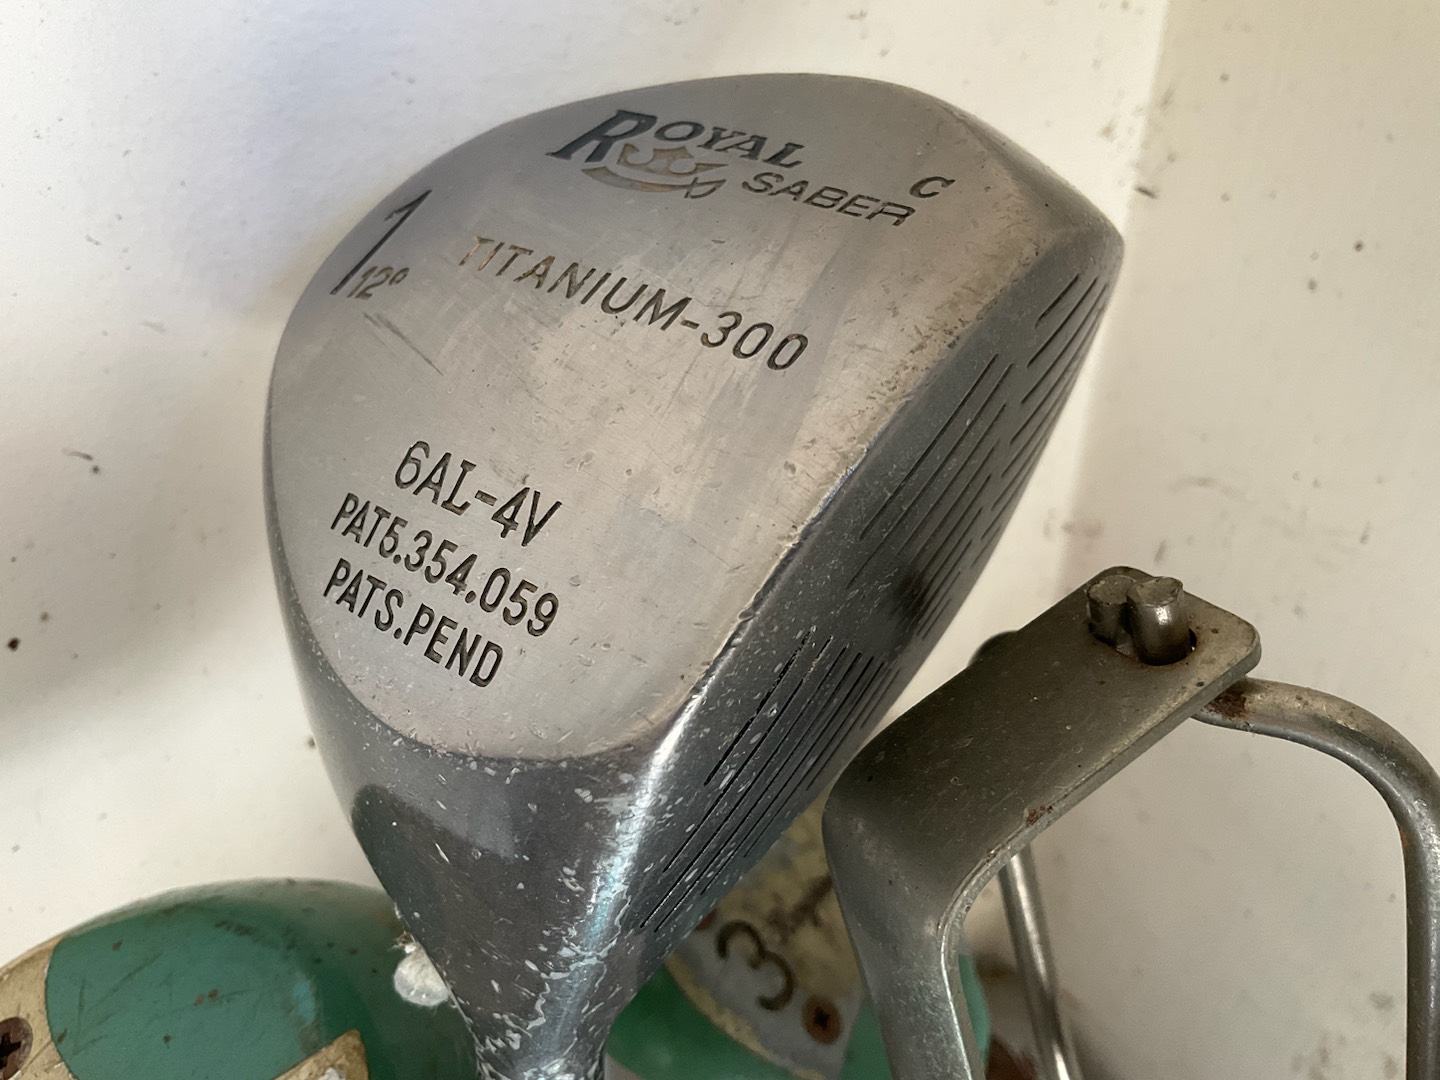 ROYAL
SABER C
1
12°
TITANIUM-300
6AL-4V
PAT5.354.059
PATS.PEND
3